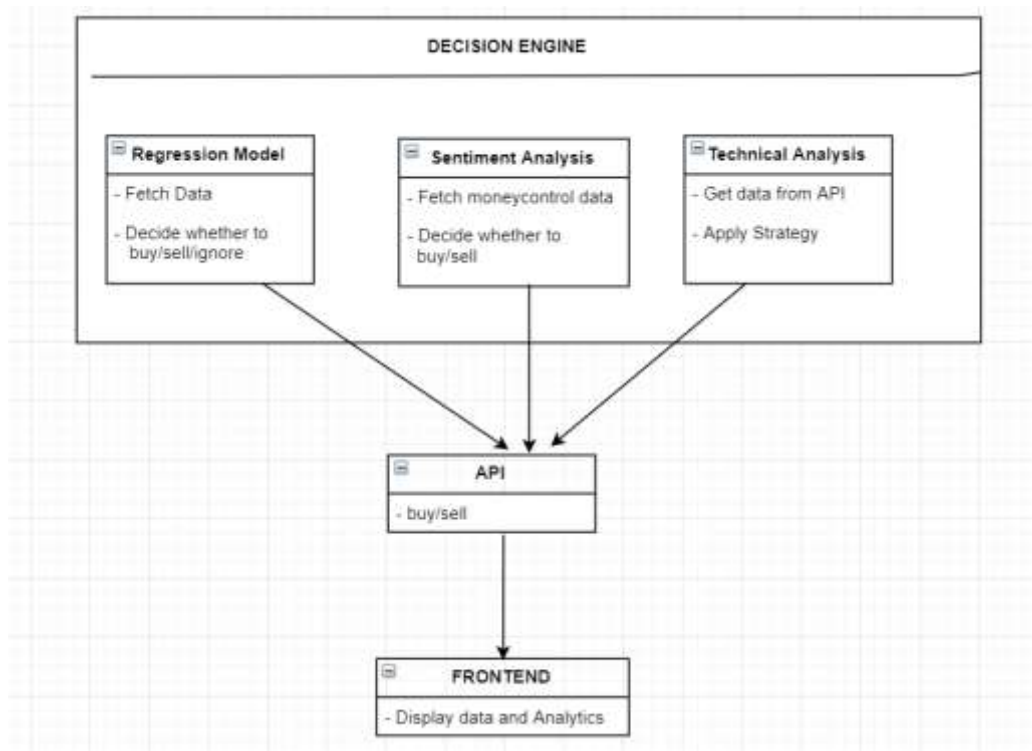 DECISION ENGINE
Regression Model
- Fetch Data
- Decide whether to
buy/sell/ignore
Sentiment Analysis
- Fetch moneycontrol data
- Decide whether to
buy/sell
Technical Analysis
- Get data from API
- Apply Strategy
API
- buy/sell
FRONTEND
- Display data and Analytics